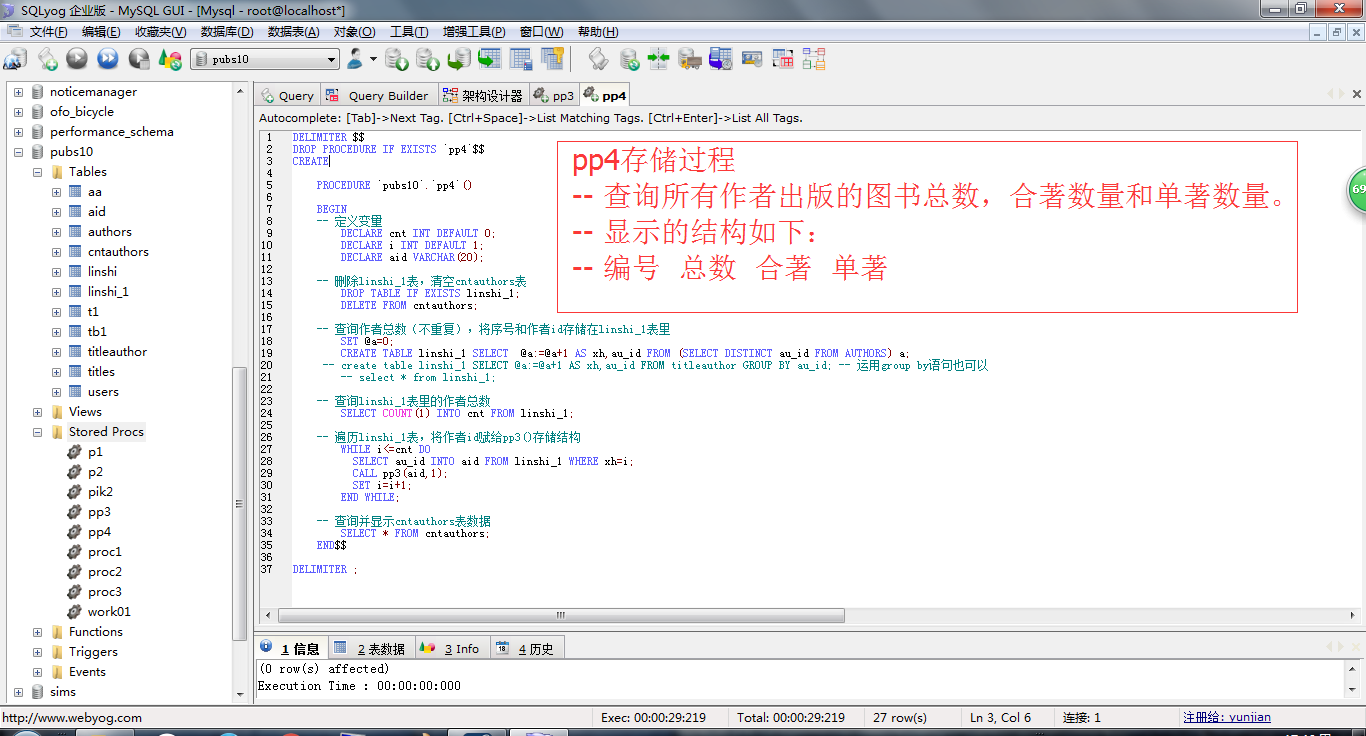 SQLyog 企业版 - MySQL GUI - [Mysql - root@localhost*]
文件(F) 编辑(E) 收藏夹(V) 数据库(D) 数据表(A) 对象(O) 工具(T) 增强工具(P) 窗口(W) 帮助(H)
pubs10
noticemanager
ofo_bicycle
performance_schema
pubs10
Tables
aa
aid
authors
cntauthors
linshi
linshi_1
t1
tb1
titleauthor
titles
users
Views
Stored Procs
p1
p2
pik2
pp3
pp4
proc1
proc2
proc3
work01
Functions
Triggers
Events
sims
Query Query Builder 架构设计器 pp3 pp4
Autocomplete: [Tab]->Next Tag. [Ctrl+Space]->List Matching Tags. [Ctrl+Enter]->List All Tags.
1 DELIMITER $$
2 DROP PROCEDURE IF EXISTS `pp4`$$
3 CREATE
4
5 PROCEDURE `pubs10`.`pp4`()
6
7 BEGIN
8 -- 定义变量
9 DECLARE cnt INT DEFAULT 0;
10 DECLARE i INT DEFAULT 1;
11 DECLARE aid VARCHAR(20);
12
13 -- 删除linshi_1表，清空cntauthors表
14 DROP TABLE IF EXISTS linshi_1;
15 DELETE FROM cntauthors;
16
17 -- 查询作者总数（不重复），将序号和作者id存储在linshi_1表里
18 SET @a=0;
19 CREATE TABLE linshi_1 SELECT @a:=@a+1 AS xh,au_id FROM (SELECT DISTINCT au_id FROM AUTHORS) a;
20 -- create table linshi_1 SELECT @a:=@a+1 AS xh,au_id FROM titleauthor GROUP BY au_id; -- 运用group by语句也可以
21 -- select * from linshi_1;
22
23 -- 查询linshi_1表里的作者总数
24 SELECT COUNT(1) INTO cnt FROM linshi_1;
25
26 -- 遍历linshi_1表，将作者id赋给pp3()存储结构
27 WHILE i<=cnt DO
28 SELECT au_id INTO aid FROM linshi_1 WHERE xh=i;
29 CALL pp3(aid,1);
30 SET i=i+1;
31 END WHILE;
32
33 -- 查询并显示cntauthors表数据
34 SELECT * FROM cntauthors;
35 END$$
36
37 DELIMITER ;
pp4存储过程
-- 查询所有作者出版的图书总数，合著数量和单著数量。
-- 显示的结构如下：
-- 编号 总数 合著 单著
69
1 信息 2 表数据 3 Info 4 历史
(0 row(s) affected)
Execution Time : 00:00:00:000
http://www.webyog.com Exec: 00:00:29:219 Total: 00:00:29:219 27 row(s) Ln 3, Col 6 连接: 1 注册给: yunjian